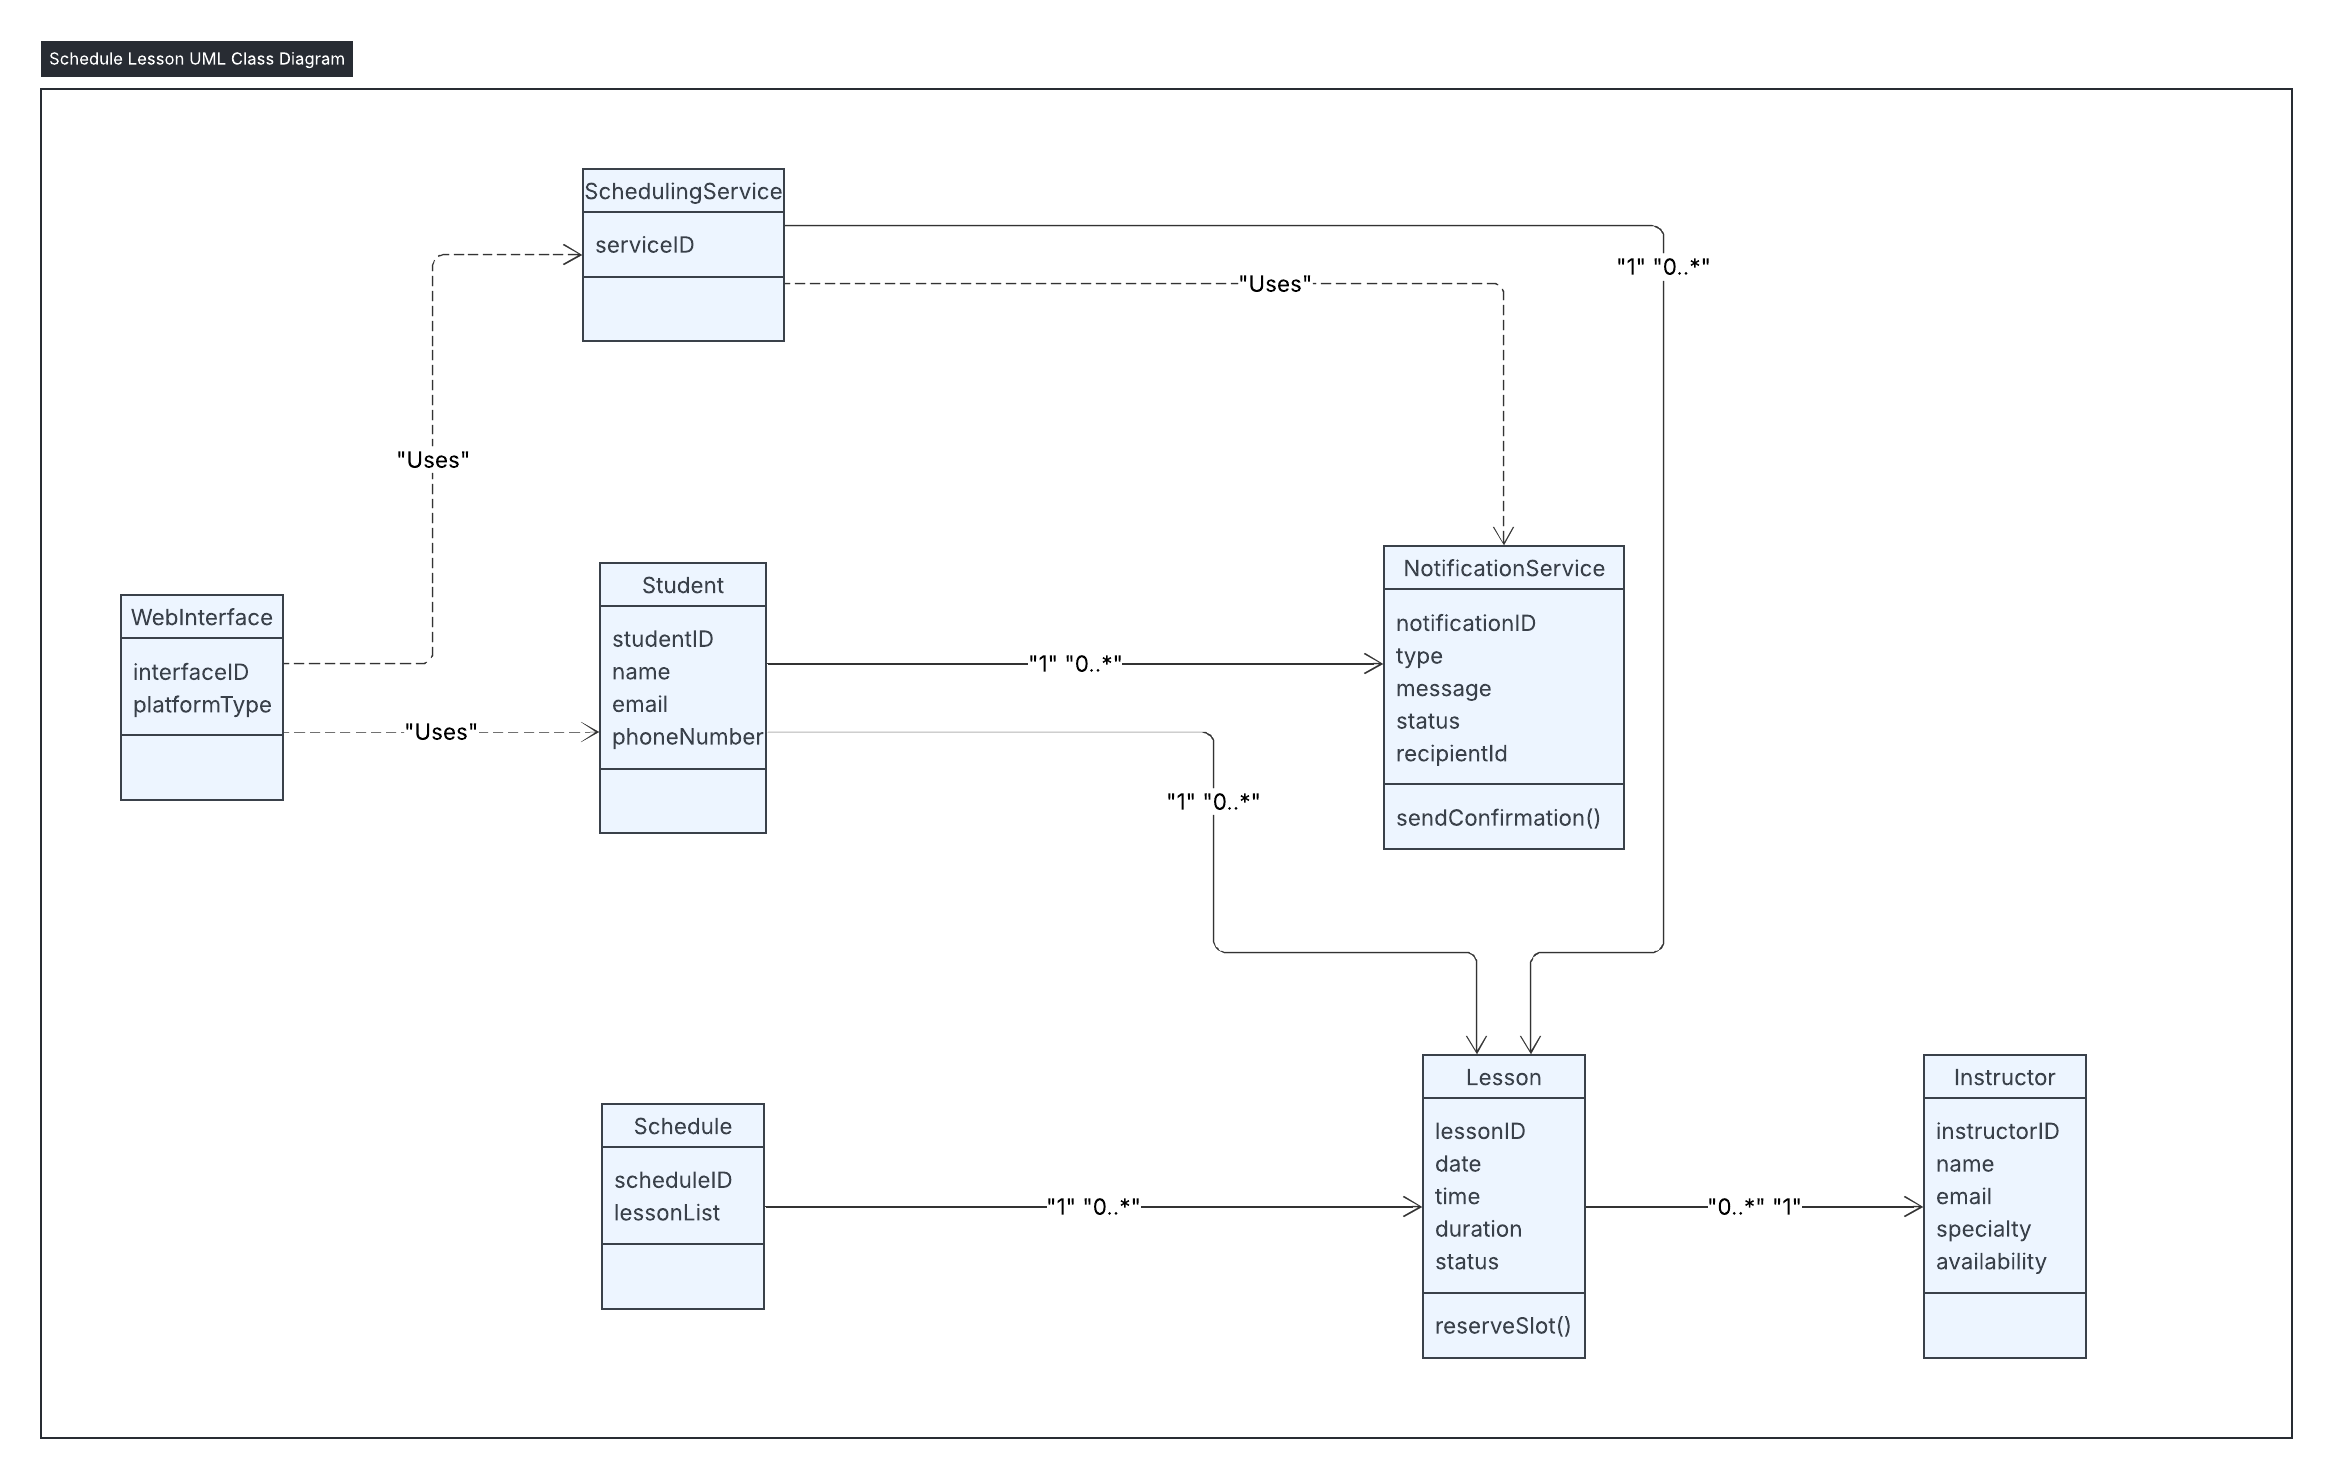 Schedule Lesson UML Class Diagram
SchedulingService
serviceID
"1" "0..*"
"Uses"
"Uses"
WebInterface
interfaceID
platformType
"Uses"
Student
studentID
name
email
phoneNumber
"1" "0..*"
"1" "0..*"
NotificationService
notificationID
type
message
status
recipientId
sendConfirmation()
Schedule
scheduleID
lessonList
"1" "0..*"
Lesson
lessonID
date
time
duration
status
reserveSlot()
"0..*" "1"
Instructor
instructorID
name
email
specialty
availability